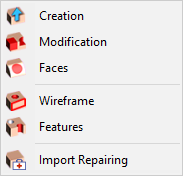 Creation
Modification
Faces
Wireframe
Features
Import Repairing